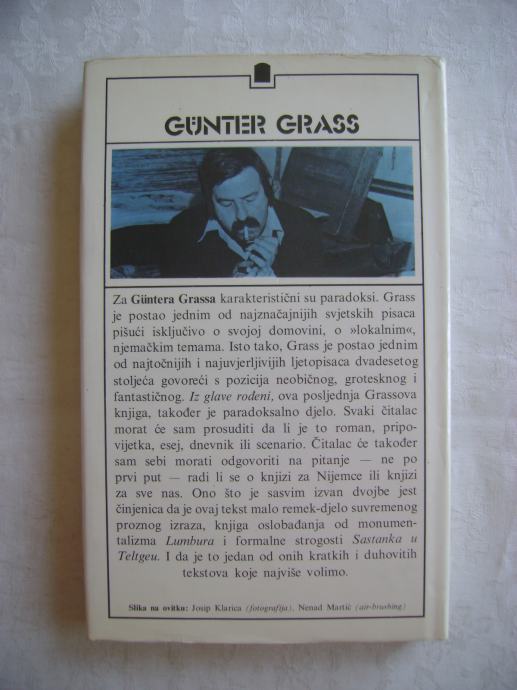 GÜNTER GRASS
Za Güntera Grassa karakteristični su paradoksi. Grass
je postao jednim od najznačajnijih svjetskih pisaca
pišući isključivo o svojoj domovini, o »lokalnim«,
njemačkim temama. Isto tako, Grass je postao jednim
od najtočnijih i najuvjerljivijih ljetopisaca dvadesetog
stoljeća govoreći s pozicija neobičnog, grotesknog i
fantastičnog. Iz glave rođeni, ova posljednja Grassova
knjiga, također je paradoksalno djelo. Svaki čitalac
morat će sam prosuditi da li je to roman, pripo-
vijetka, esej, dnevnik ili scenario. Čitalac će također
sam sebi morati odgovoriti na pitanje — ne po
prvi put — radi li se o knjizi za Nijemce ili knjizi
za sve nas. Ono što je sasvim izvan dvojbe jest
činjenica da je ovaj tekst malo remek-djelo suvremenog
proznog izraza, knjiga oslobađanja od monumen-
talizma Lumbura i formalne strogosti Sastanka u
Teltgeu. I da je to jedan od onih kratkih i duhovitih
tekstova koje najviše volimo.
Slika na ovitku: Josip Klarica (fotografija), Nenad Martić (air-brushing)